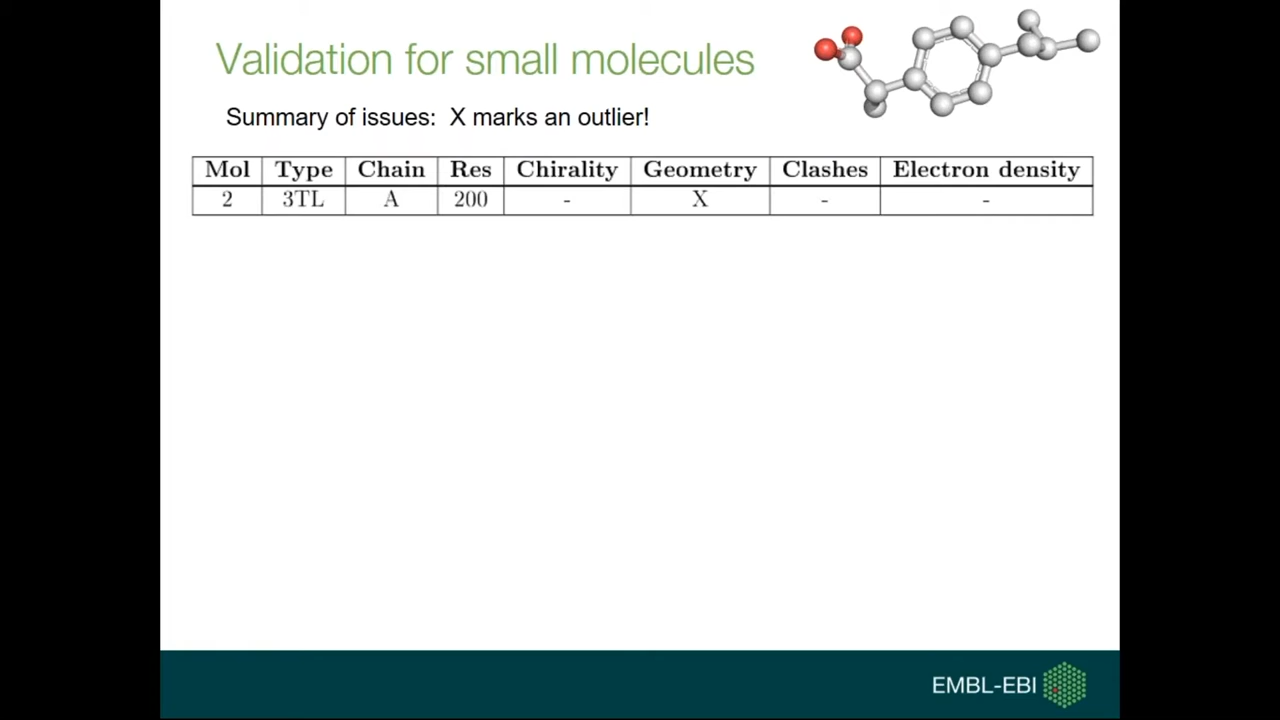 Validation for small molecules
Summary of issues: X marks an outlier!
Mol Type Chain Res Chirality Geometry Clashes Electron density
2 3TL A 200 - X - -
EMBL-EBI